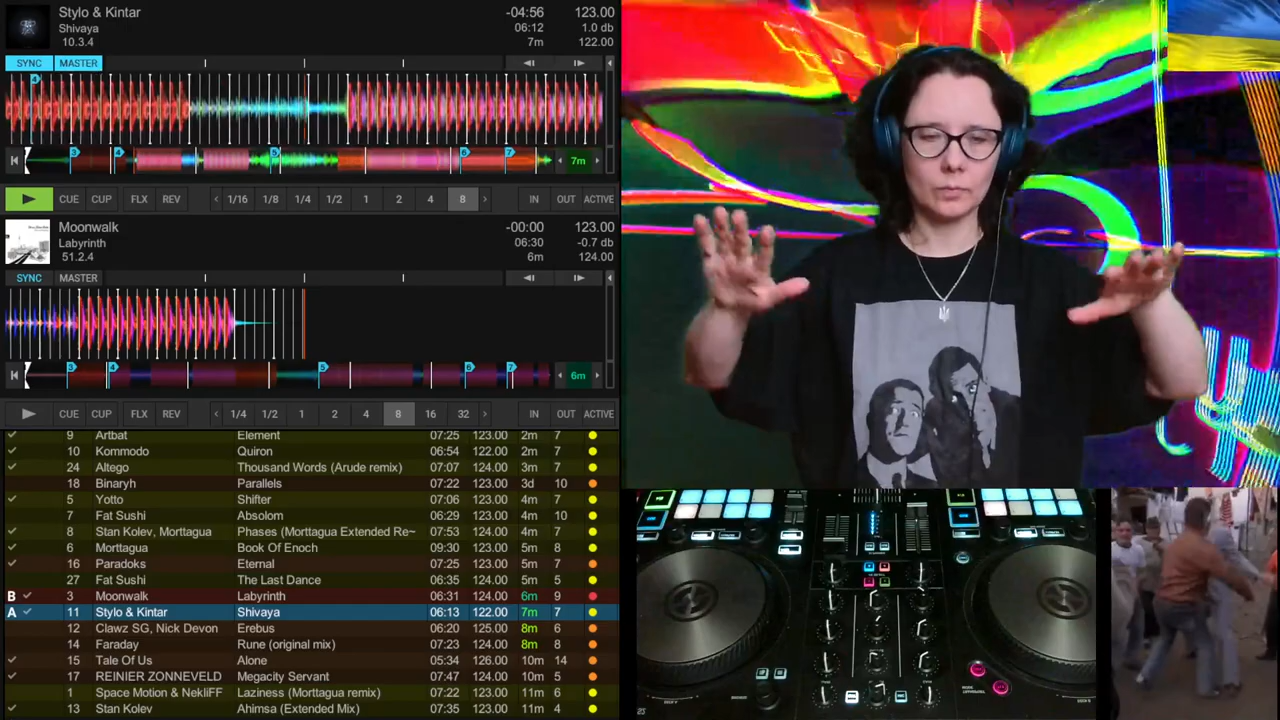 Stylo & Kintar -04:56 123.00
Shivaya 06:12 1.0 db
10.3.4 7m 122.00
SYNC MASTER
4
3 4 5 6 7 7m
CUE CUP FLX REV 1/16 1/8 1/4 1/2 1 2 4 8 IN OUT ACTIVE
Moonwalk -00:00 123.00
Labyrinth 06:30 -0.7 db
51.2.4 6m 124.00
SYNC MASTER
3 4 5 6 7 6m
CUE CUP FLX REV 1/4 1/2 1 2 4 8 16 32 IN OUT ACTIVE
9 Artbat Element 07:25 123.00 2m 7
10 Kommodo Quiron 06:54 122.00 2m 7
24 Altego Thousand Words (Arude remix) 07:07 124.00 3m 7
18 Binaryh Parallels 07:22 123.00 3d 10
5 Yotto Shifter 07:06 123.00 4m 7
7 Fat Sushi Absolom 06:29 123.00 4m 10
8 Stan Kolev, Morttagua Phases (Morttagua Extended Re~ 07:53 124.00 4m 7
6 Morttagua Book Of Enoch 09:30 123.00 5m 8
16 Paradoks Eternal 07:25 124.00 5m 7
27 Fat Sushi The Last Dance 06:35 124.00 5m 5
B 3 Moonwalk Labyrinth 06:31 124.00 6m 9
A 11 Stylo & Kintar Shivaya 06:13 122.00 7m 7
12 Clawz SG, Nick Devon Erebus 06:20 125.00 8m 6
14 Faraday Rune (original mix) 07:23 124.00 8m 8
15 Tale Of Us Alone 05:34 126.00 10m 14
17 REINIER ZONNEVELD Megacity Servant 07:47 124.00 10m 5
1 Space Motion & NekliFF Laziness (Morttagua remix) 07:22 123.00 11m 6
13 Stan Kolev Ahimsa (Extended Mix) 07:35 123.00 11m 4